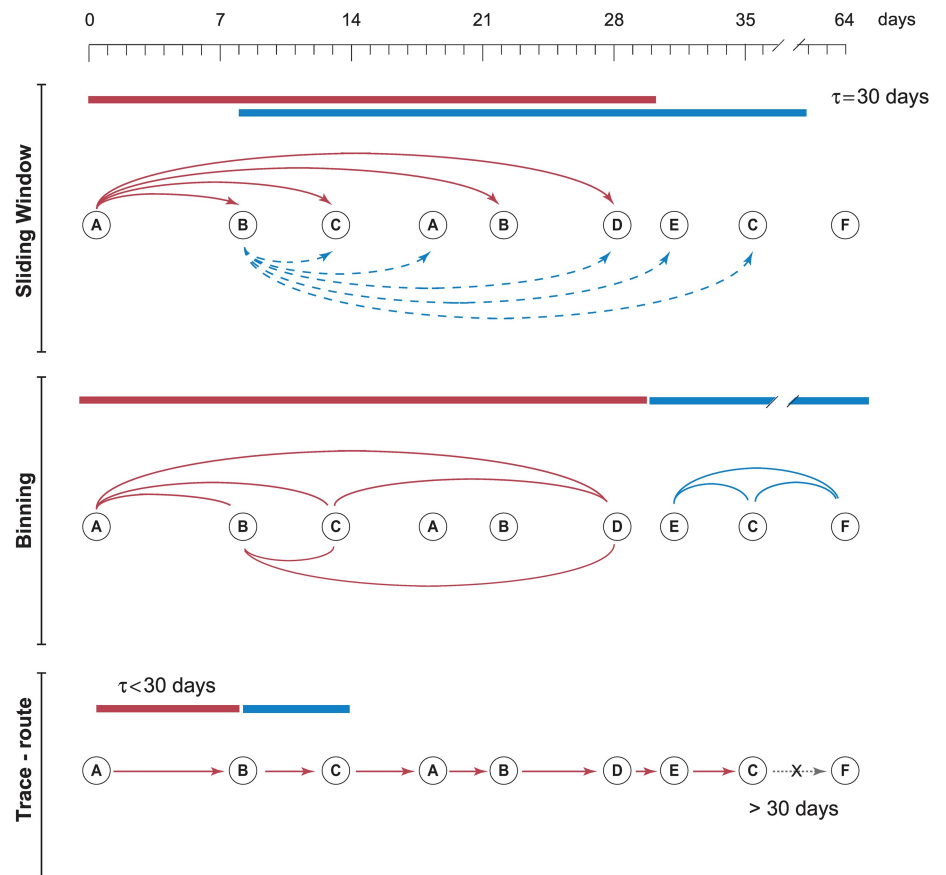 0 7 14 21 28 35 64 days
τ=30 days
Sliding Window
A B C A B D E C F
Binning
A B C A B D E C F
τ<30 days
Trace - route
A B C A B D E C X F
> 30 days